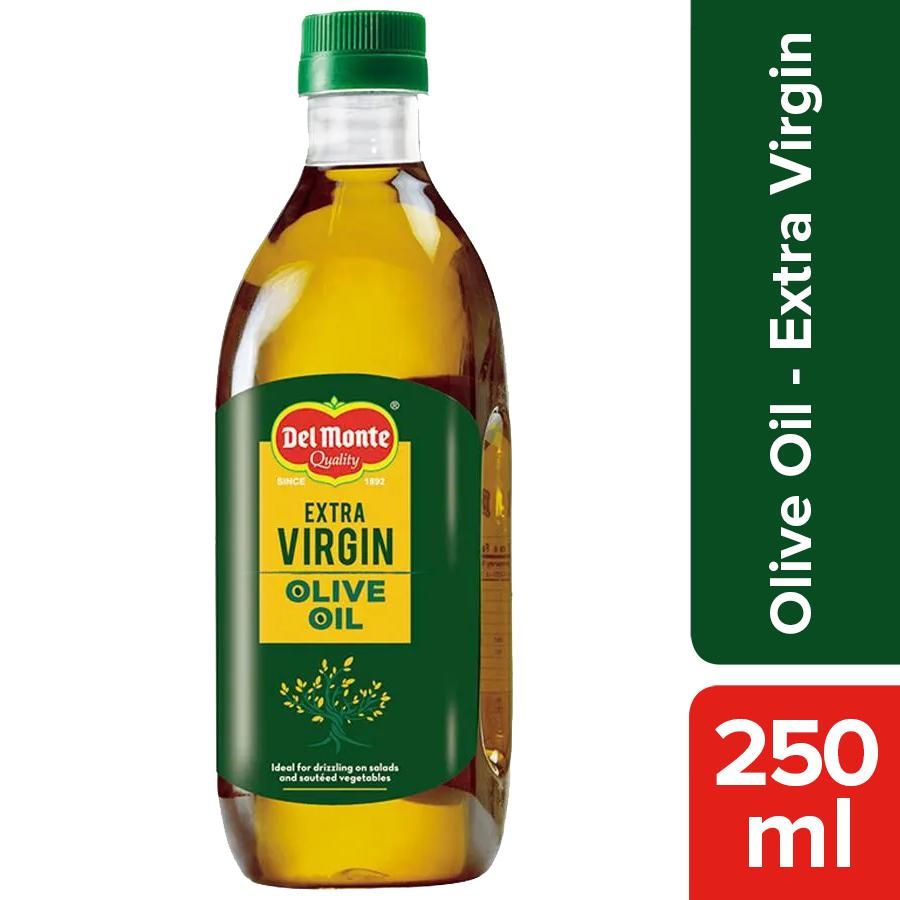 Del Monte
®
Quality
SINCE 1892
EXTRA
VIRGIN
OLIVE
OIL
Ideal for drizzling on salads
and sautéed vegetables
Olive Oil - Extra Virgin
250
ml